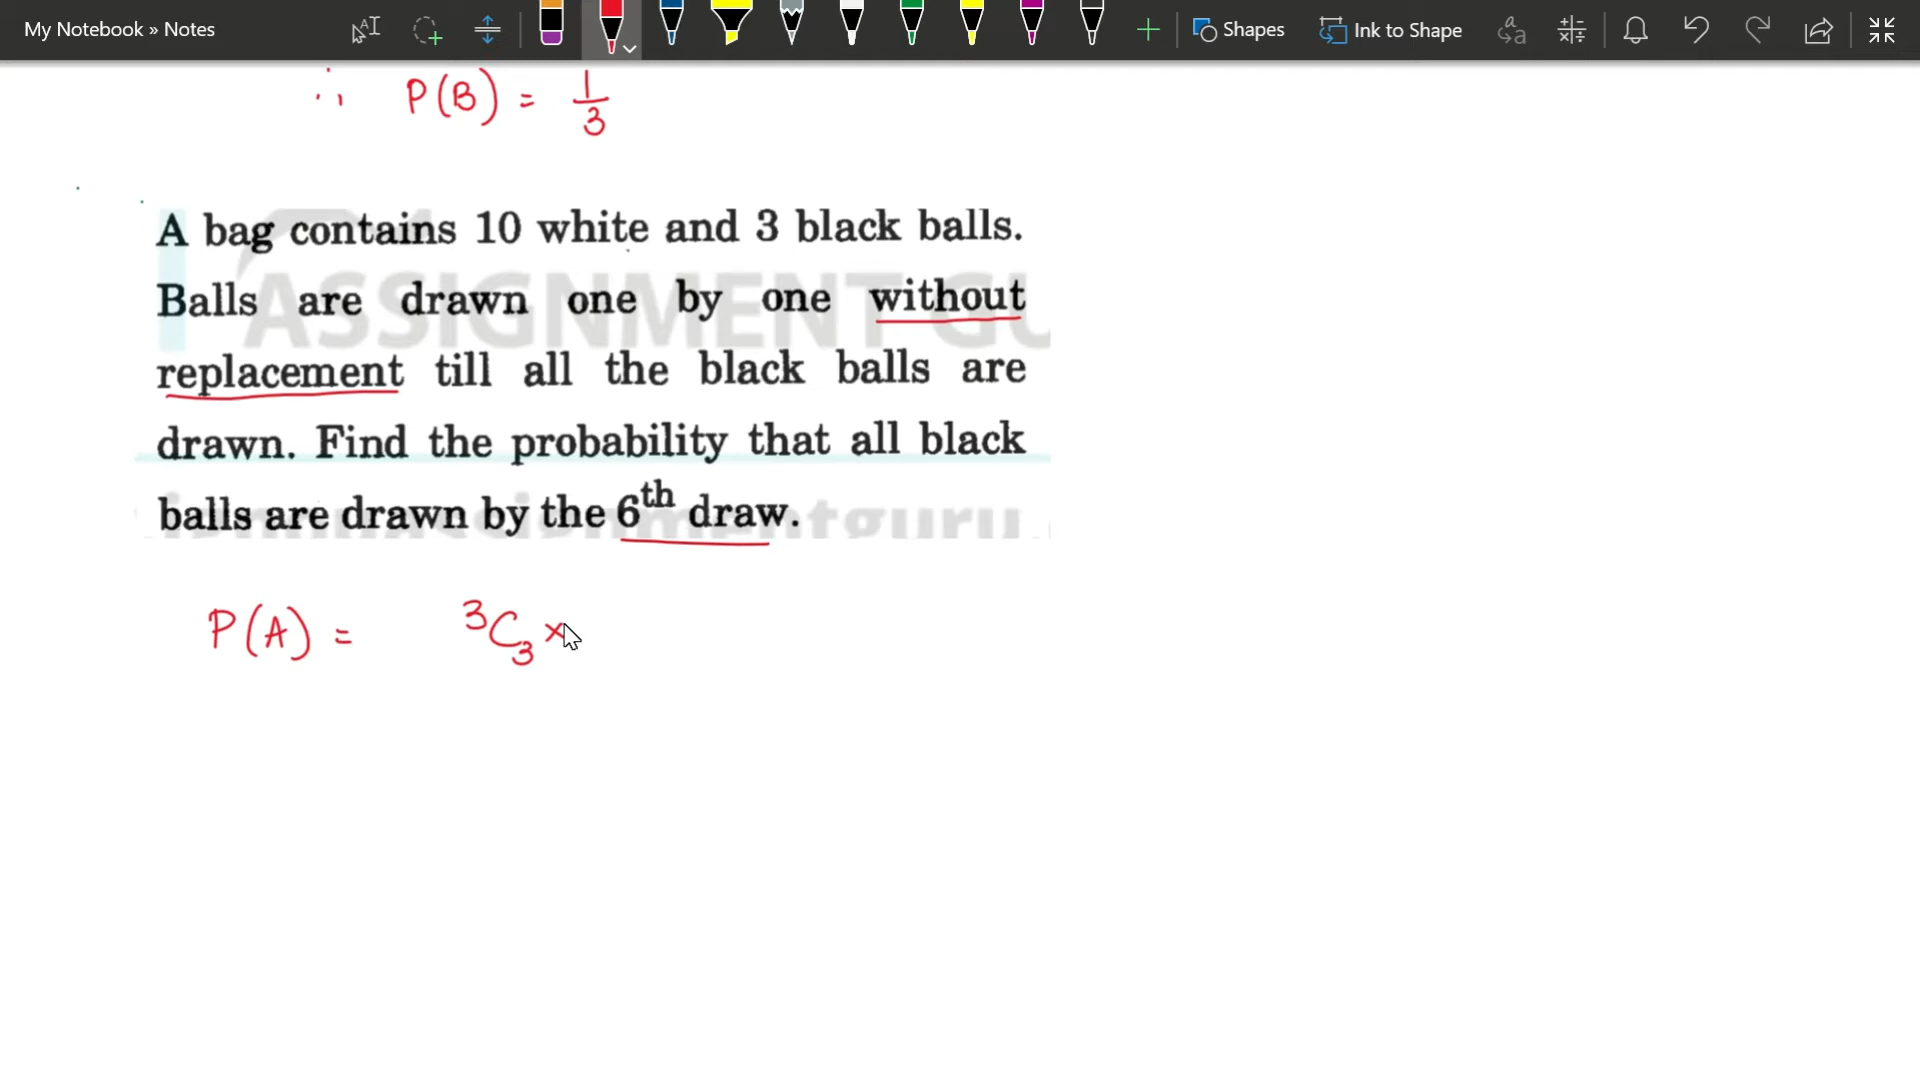 My Notebook » Notes
Shapes
Ink to Shape
∴ P(B) = 1/3
A bag contains 10 white and 3 black balls.
Balls are drawn one by one without
replacement till all the black balls are
drawn. Find the probability that all black
balls are drawn by the 6th draw.
ASSIGNMENT GU
P(A) = ³C₃ ×